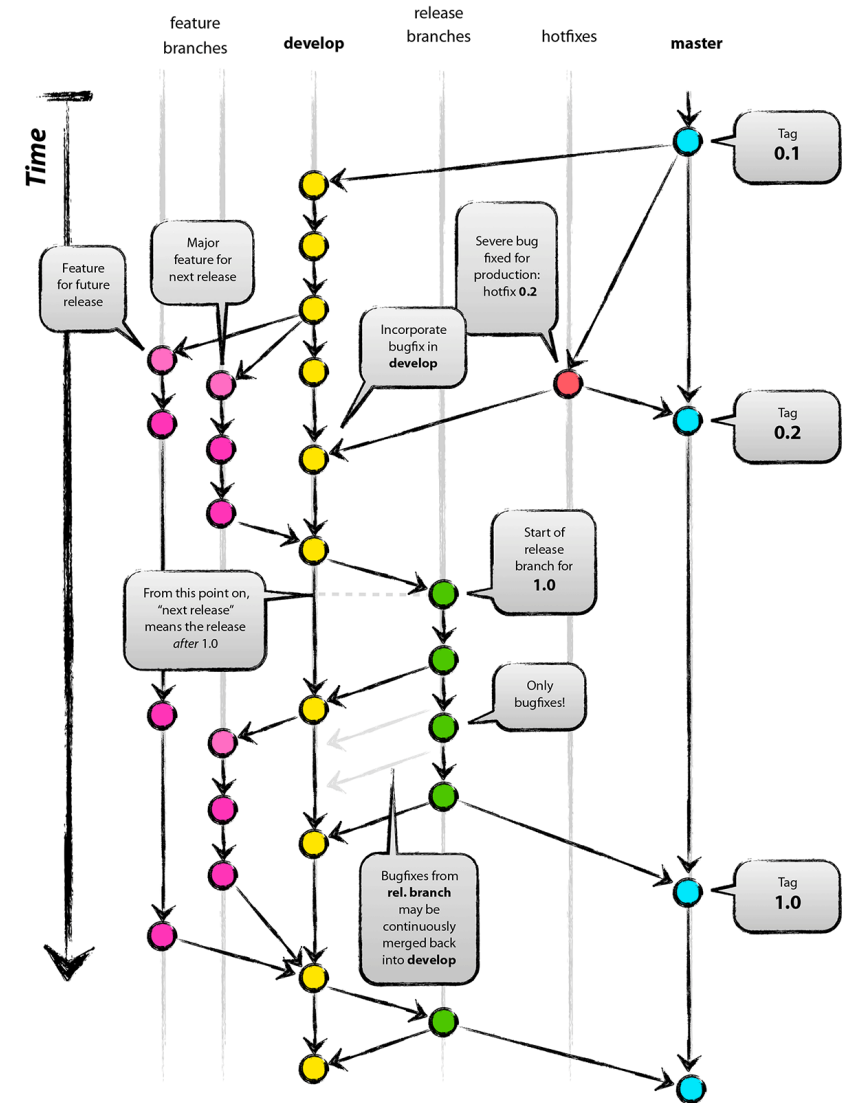 feature
branches
develop
release
branches
hotfixes
master
Time
Tag
0.1
Major
feature for
next release
Feature
for future
release
Severe bug
fixed for
production:
hotfix 0.2
Incorporate
bugfix in
develop
Tag
0.2
Start of
release
branch for
1.0
From this point on,
“next release”
means the release
after 1.0
Only
bugfixes!
Bugfixes from
rel. branch
may be
continuously
merged back
into develop
Tag
1.0